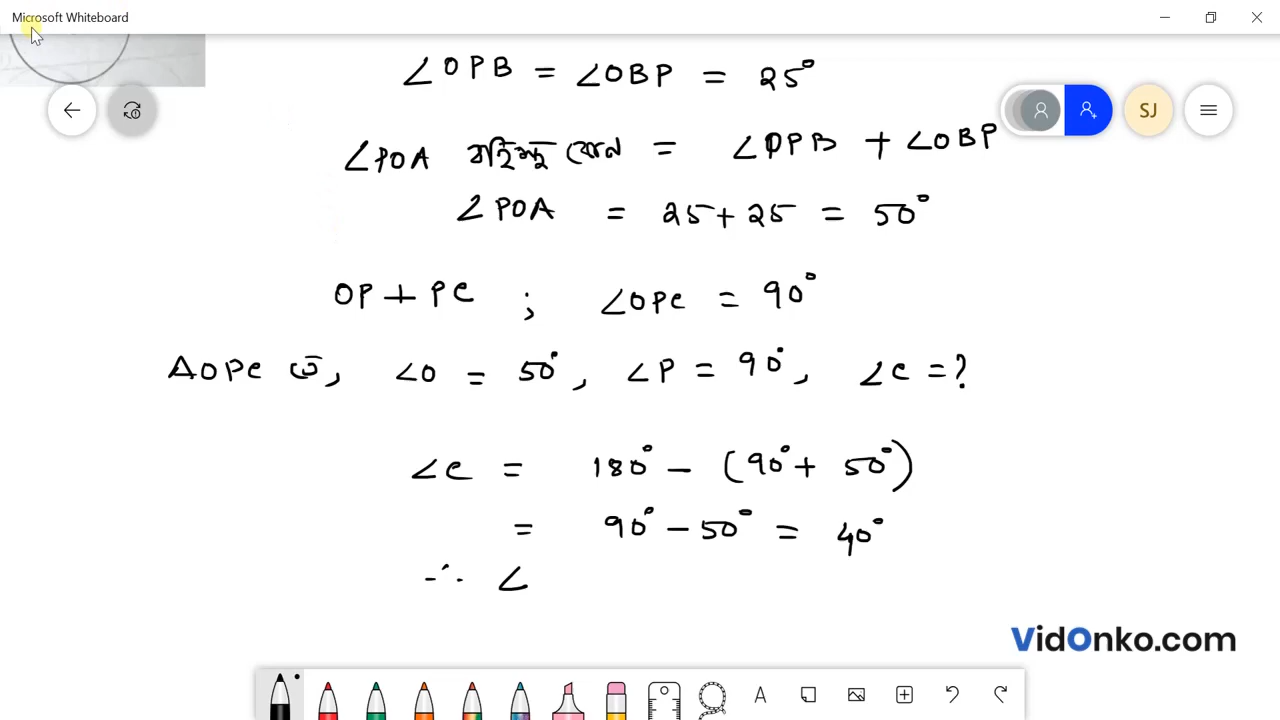 Microsoft Whiteboard
∠OPB = ∠OBP = 25°
SJ
∠POA বহিস্থ কোন = ∠OPB + ∠OBP
∠POA = 25+25 = 50°
OP ⊥ PC ; ∠OPC = 90°
ΔOPC তে, ∠O = 50°, ∠P = 90°, ∠C = ?
∠C = 180° - (90° + 50°)
= 90° - 50° = 40°
∴ ∠
VidOnko.com
A